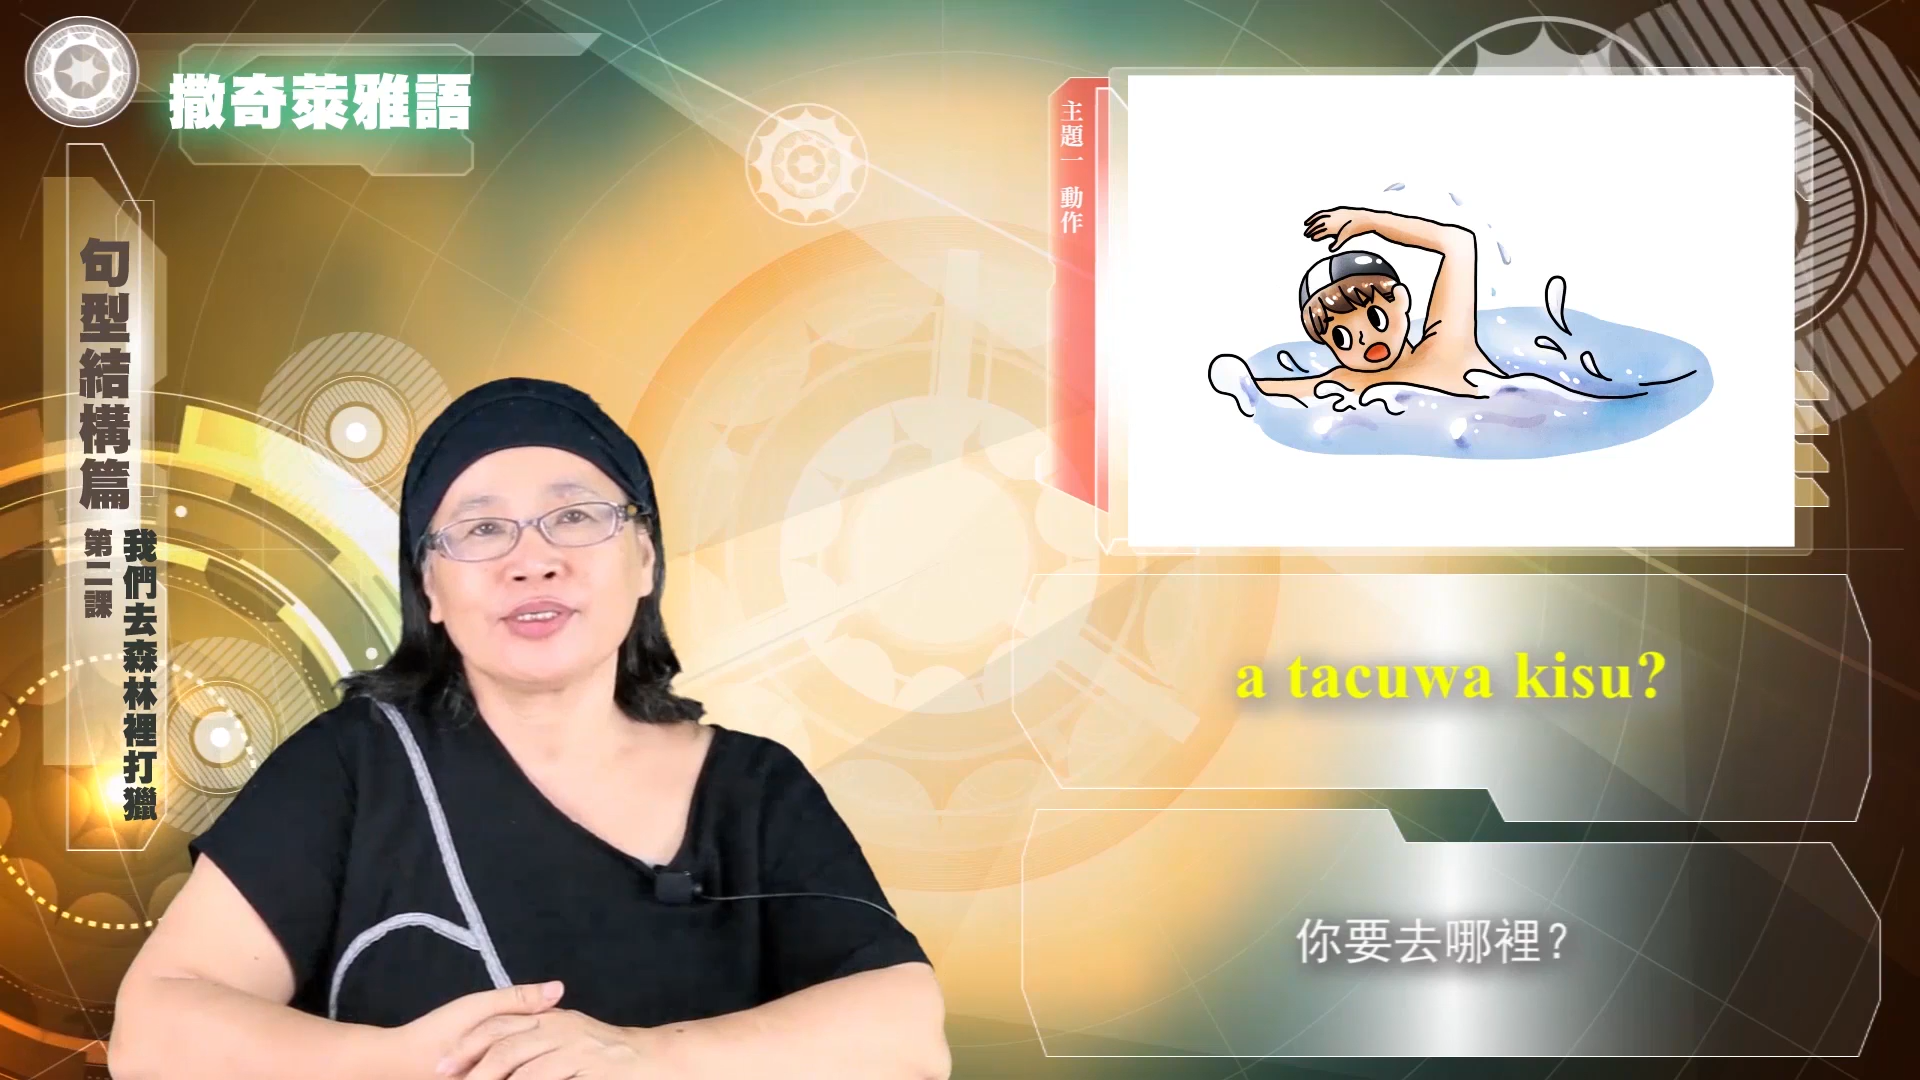 撒奇萊雅語
句型結構篇
第二課
我們去森林裡打獵
主題一 動作
a tacuwa kisu?
你要去哪裡?